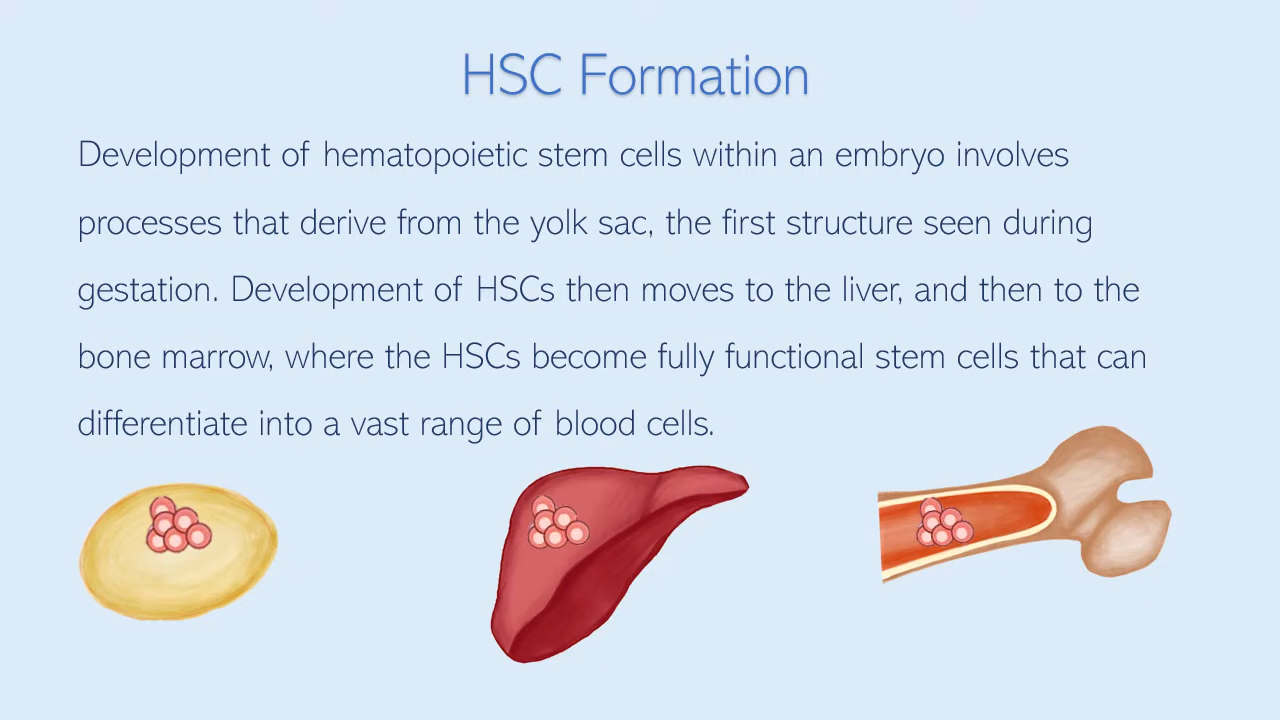 HSC Formation
Development of hematopoietic stem cells within an embryo involves
processes that derive from the yolk sac, the first structure seen during
gestation. Development of HSCs then moves to the liver, and then to the
bone marrow, where the HSCs become fully functional stem cells that can
differentiate into a vast range of blood cells.